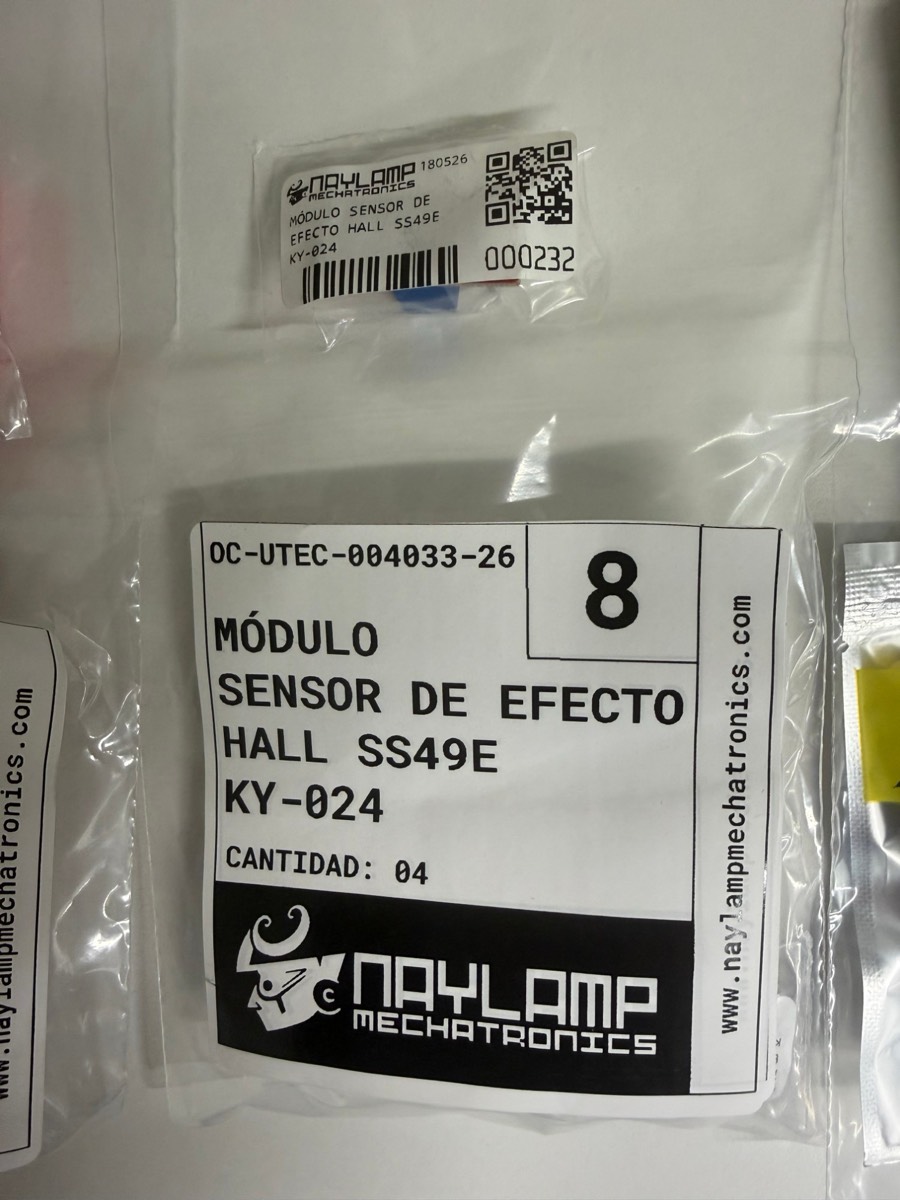 NAYLAMP 180526
MECHATRONICS
MÓDULO SENSOR DE
EFECTO HALL SS49E
KY-024
000232
OC-UTEC-004033-26
8
MÓDULO
SENSOR DE EFECTO
HALL SS49E
KY-024
CANTIDAD: 04
NAYLAMP
MECHATRONICS
www.naylampmechatronics.com
www.naylampmechatronics.com